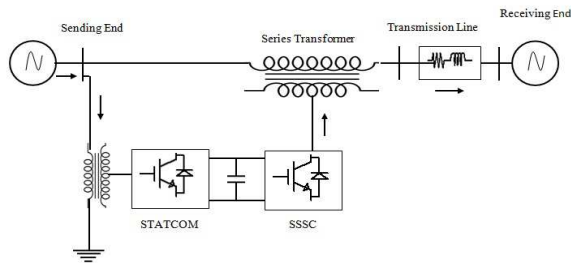 Receiving End
Sending End
Transmission Line
Series Transformer
STATCOM
SSSC